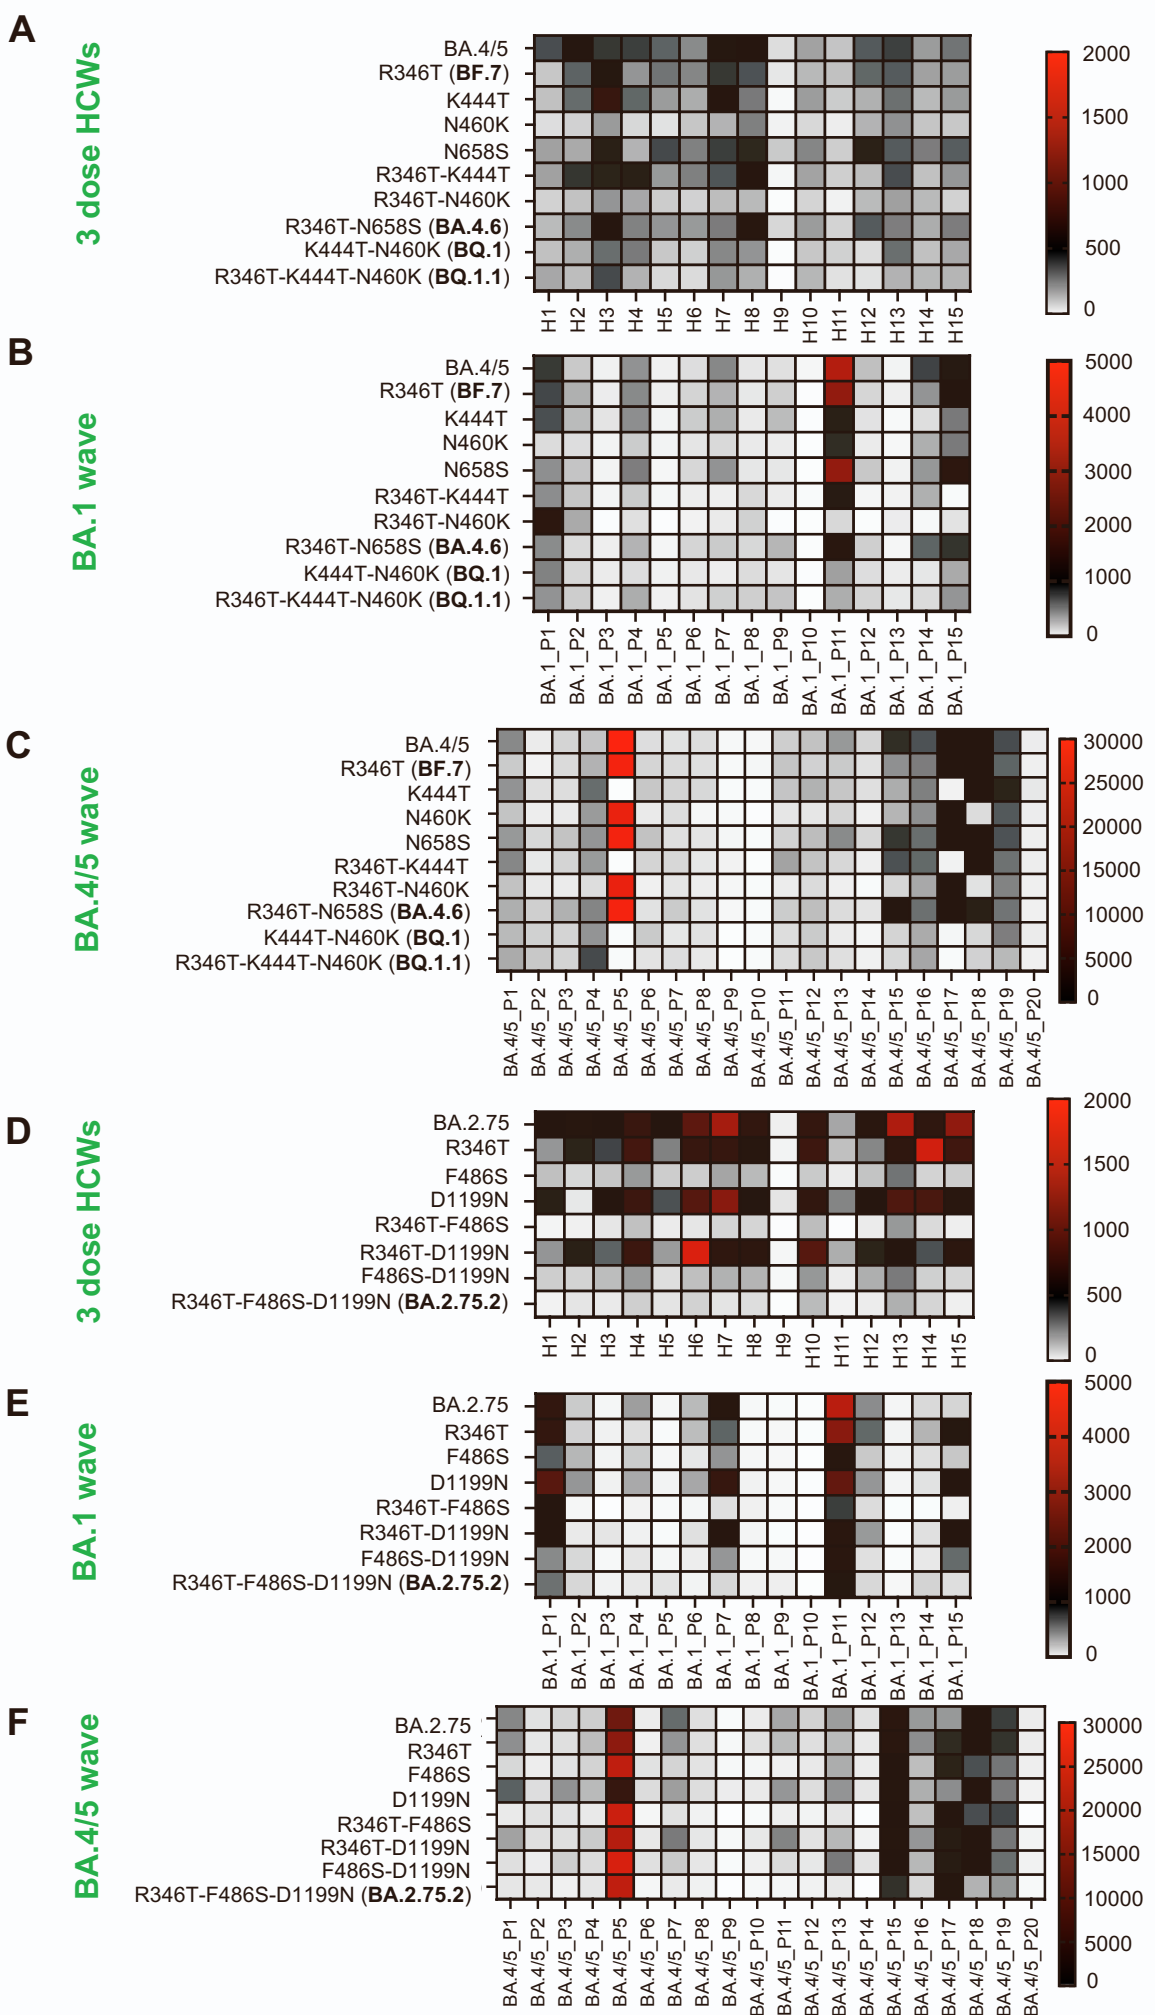 A
3 dose HCWs
BA.4/5
R346T (BF.7)
K444T
N460K
N658S
R346T-K444T
R346T-N460K
R346T-N658S (BA.4.6)
K444T-N460K (BQ.1)
R346T-K444T-N460K (BQ.1.1)
H1 H2 H3 H4 H5 H6 H7 H8 H9 H10 H11 H12 H13 H14 H15
2000
1500
1000
500
0
B
BA.1 wave
BA.4/5
R346T (BF.7)
K444T
N460K
N658S
R346T-K444T
R346T-N460K
R346T-N658S (BA.4.6)
K444T-N460K (BQ.1)
R346T-K444T-N460K (BQ.1.1)
BA.1_P1 BA.1_P2 BA.1_P3 BA.1_P4 BA.1_P5 BA.1_P6 BA.1_P7 BA.1_P8 BA.1_P9 BA.1_P10 BA.1_P11 BA.1_P12 BA.1_P13 BA.1_P14 BA.1_P15
5000
4000
3000
2000
1000
0
C
BA.4/5 wave
BA.4/5
R346T (BF.7)
K444T
N460K
N658S
R346T-K444T
R346T-N460K
R346T-N658S (BA.4.6)
K444T-N460K (BQ.1)
R346T-K444T-N460K (BQ.1.1)
BA.4/5_P1 BA.4/5_P2 BA.4/5_P3 BA.4/5_P4 BA.4/5_P5 BA.4/5_P6 BA.4/5_P7 BA.4/5_P8 BA.4/5_P9 BA.4/5_P10 BA.4/5_P11 BA.4/5_P12 BA.4/5_P13 BA.4/5_P14 BA.4/5_P15 BA.4/5_P16 BA.4/5_P17 BA.4/5_P18 BA.4/5_P19 BA.4/5_P20
30000
25000
20000
15000
10000
5000
0
D
3 dose HCWs
BA.2.75
R346T
F486S
D1199N
R346T-F486S
R346T-D1199N
F486S-D1199N
R346T-F486S-D1199N (BA.2.75.2)
H1 H2 H3 H4 H5 H6 H7 H8 H9 H10 H11 H12 H13 H14 H15
2000
1500
1000
500
0
E
BA.1 wave
BA.2.75
R346T
F486S
D1199N
R346T-F486S
R346T-D1199N
F486S-D1199N
R346T-F486S-D1199N (BA.2.75.2)
BA.1_P1 BA.1_P2 BA.1_P3 BA.1_P4 BA.1_P5 BA.1_P6 BA.1_P7 BA.1_P8 BA.1_P9 BA.1_P10 BA.1_P11 BA.1_P12 BA.1_P13 BA.1_P14 BA.1_P15
5000
4000
3000
2000
1000
0
F
BA.4/5 wave
BA.2.75
R346T
F486S
D1199N
R346T-F486S
R346T-D1199N
F486S-D1199N
R346T-F486S-D1199N (BA.2.75.2)
BA.4/5_P1 BA.4/5_P2 BA.4/5_P3 BA.4/5_P4 BA.4/5_P5 BA.4/5_P6 BA.4/5_P7 BA.4/5_P8 BA.4/5_P9 BA.4/5_P10 BA.4/5_P11 BA.4/5_P12 BA.4/5_P13 BA.4/5_P14 BA.4/5_P15 BA.4/5_P16 BA.4/5_P17 BA.4/5_P18 BA.4/5_P19 BA.4/5_P20
30000
25000
20000
15000
10000
5000
0